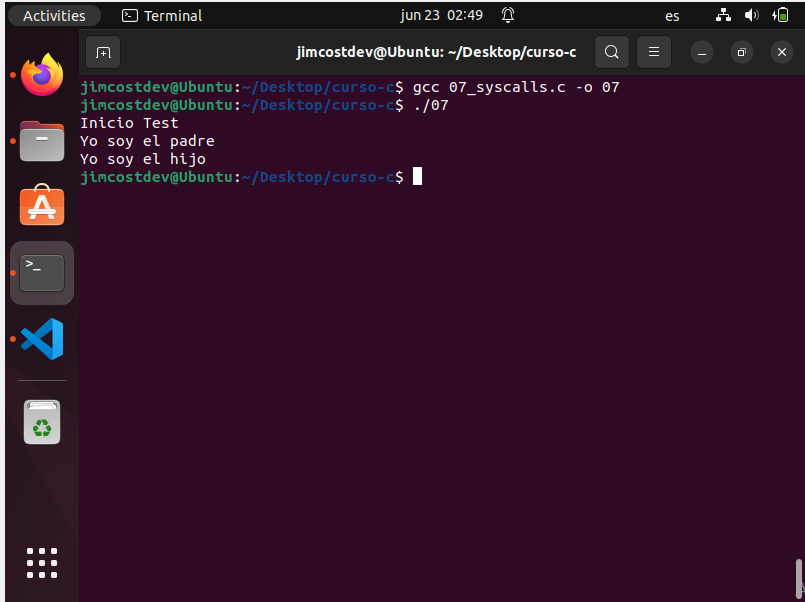 Activities Terminal jun 23 02:49 es
jimcostdev@Ubuntu: ~/Desktop/curso-c
jimcostdev@Ubuntu:~/Desktop/curso-c$ gcc 07_syscalls.c -o 07
jimcostdev@Ubuntu:~/Desktop/curso-c$ ./07
Inicio Test
Yo soy el padre
Yo soy el hijo
jimcostdev@Ubuntu:~/Desktop/curso-c$